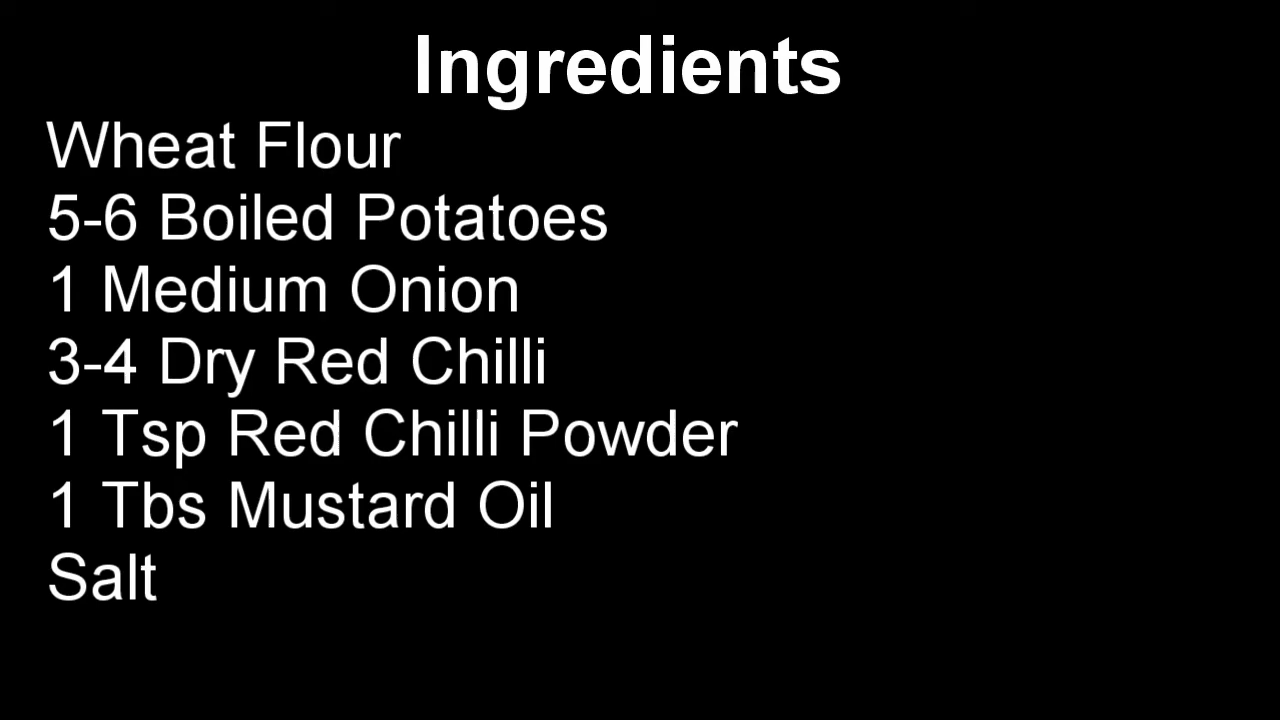 Ingredients
Wheat Flour
5-6 Boiled Potatoes
1 Medium Onion
3-4 Dry Red Chilli
1 Tsp Red Chilli Powder
1 Tbs Mustard Oil
Salt